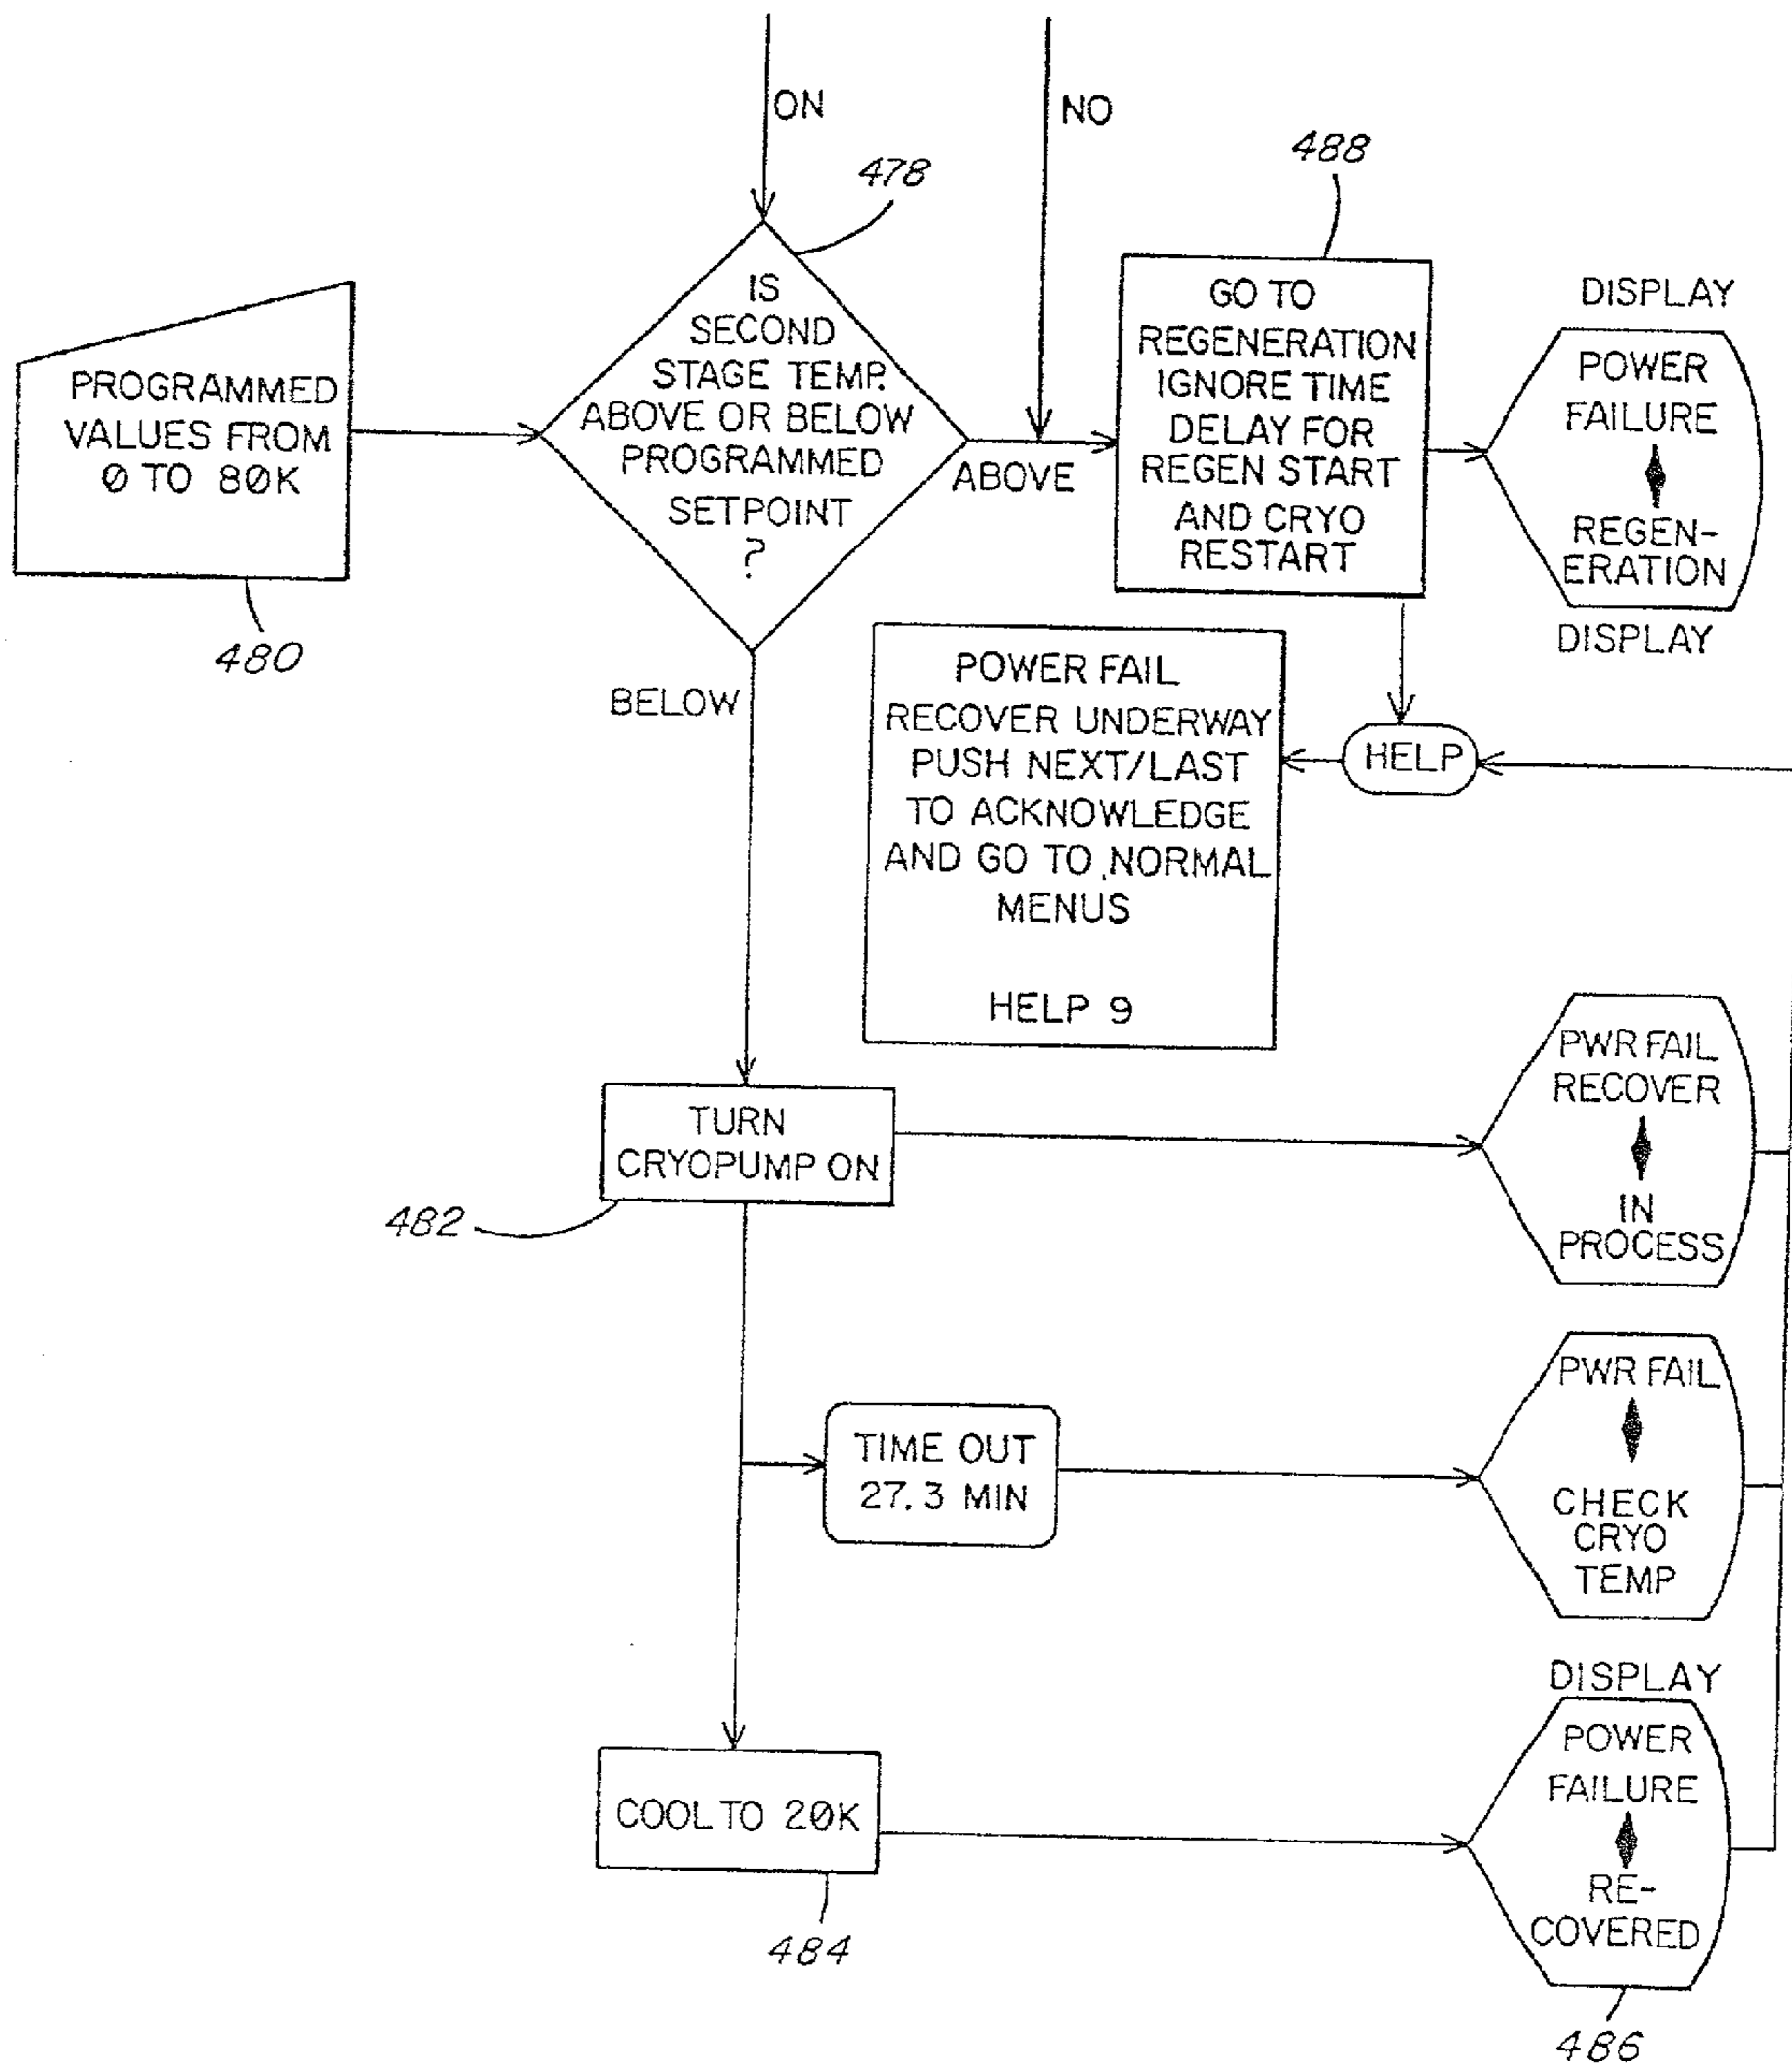 ON
NO
478
488
IS
SECOND
STAGE TEMP.
ABOVE OR BELOW
PROGRAMMED
SETPOINT
?
PROGRAMMED
VALUES FROM
0 TO 80K
480
ABOVE
BELOW
GO TO
REGENERATION
IGNORE TIME
DELAY FOR
REGEN START
AND CRYO
RESTART
DISPLAY
POWER
FAILURE
REGEN-
ERATION
DISPLAY
POWER FAIL
RECOVER UNDERWAY
PUSH NEXT/LAST
TO ACKNOWLEDGE
AND GO TO NORMAL
MENUS
HELP 9
HELP
TURN
CRYOPUMP ON
482
PWR FAIL
RECOVER
IN
PROCESS
TIME OUT
27.3 MIN
PWR FAIL
CHECK
CRYO
TEMP
COOL TO 20K
484
DISPLAY
POWER
FAILURE
RE-
COVERED
486